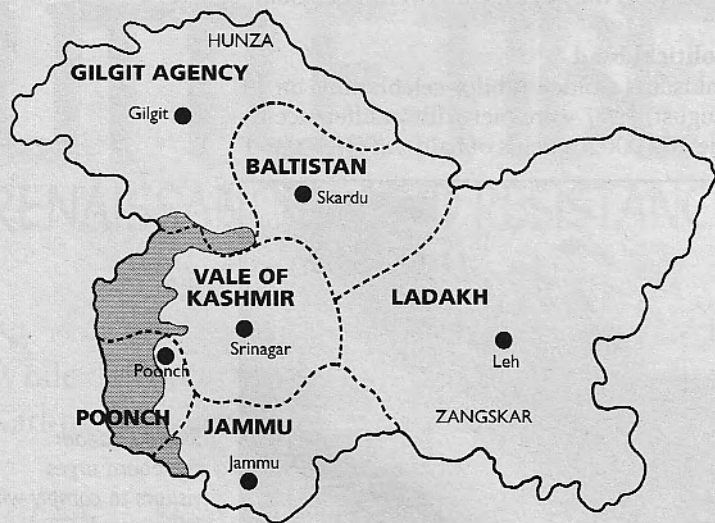 HUNZA
GILGIT AGENCY
Gilgit
BALTISTAN
Skardu
VALE OF
KASHMIR
LADAKH
Srinagar
Leh
Poonch
POONCH
JAMMU
ZANGSKAR
Jammu